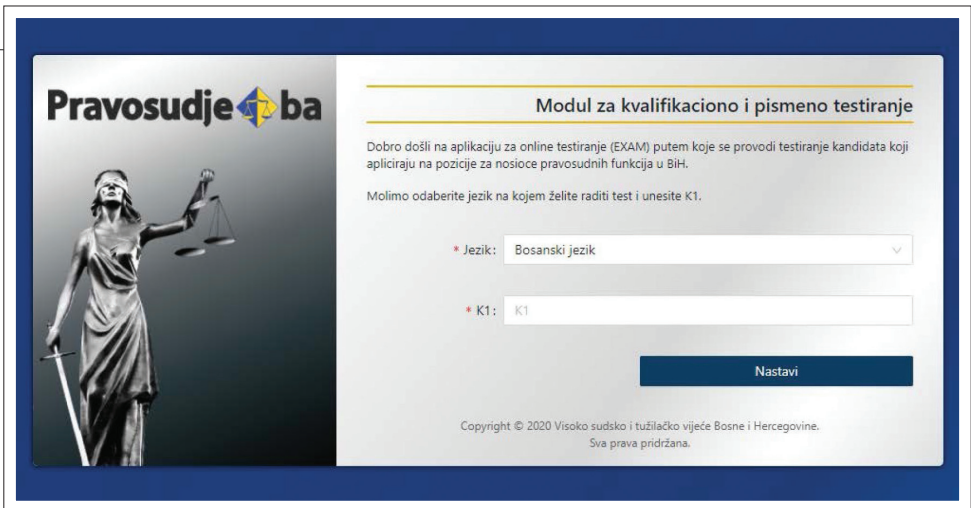 Pravosudje ba
Modul za kvalifikaciono i pismeno testiranje
Dobro došli na aplikaciju za online testiranje (EXAM) putem koje se provodi testiranje kandidata koji
apliciraju na pozicije za nosioce pravosudnih funkcija u BiH.
Molimo odaberite jezik na kojem želite raditi test i unesite K1.
* Jezik: Bosanski jezik
* K1: K1
Nastavi
Copyright © 2020 Visoko sudsko i tužilačko vijeće Bosne i Hercegovine.
Sva prava pridržana.